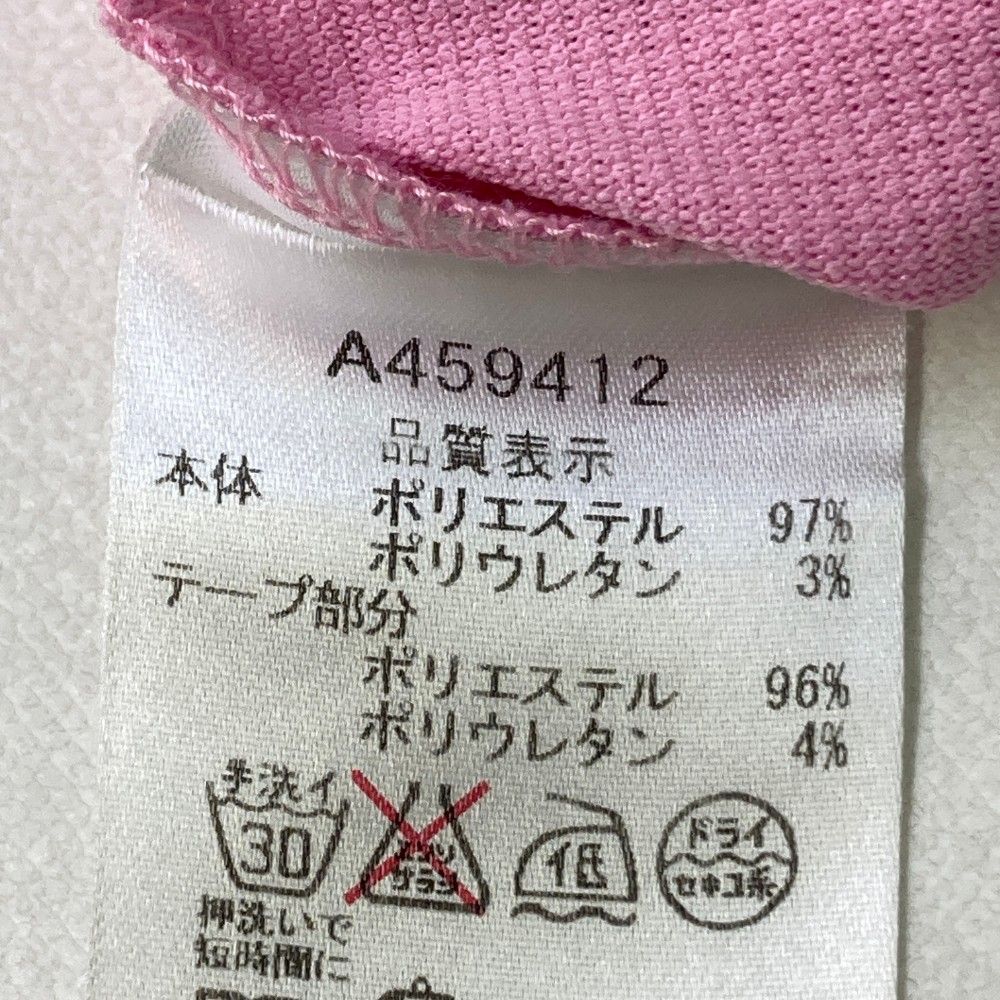 A459412
品質表示
本体
ポリエステル 97%
ポリウレタン 3%
テープ部分
ポリエステル 96%
ポリウレタン 4%
手洗イ
30
低
ドライ
セキユ系
押洗いで
短時間に